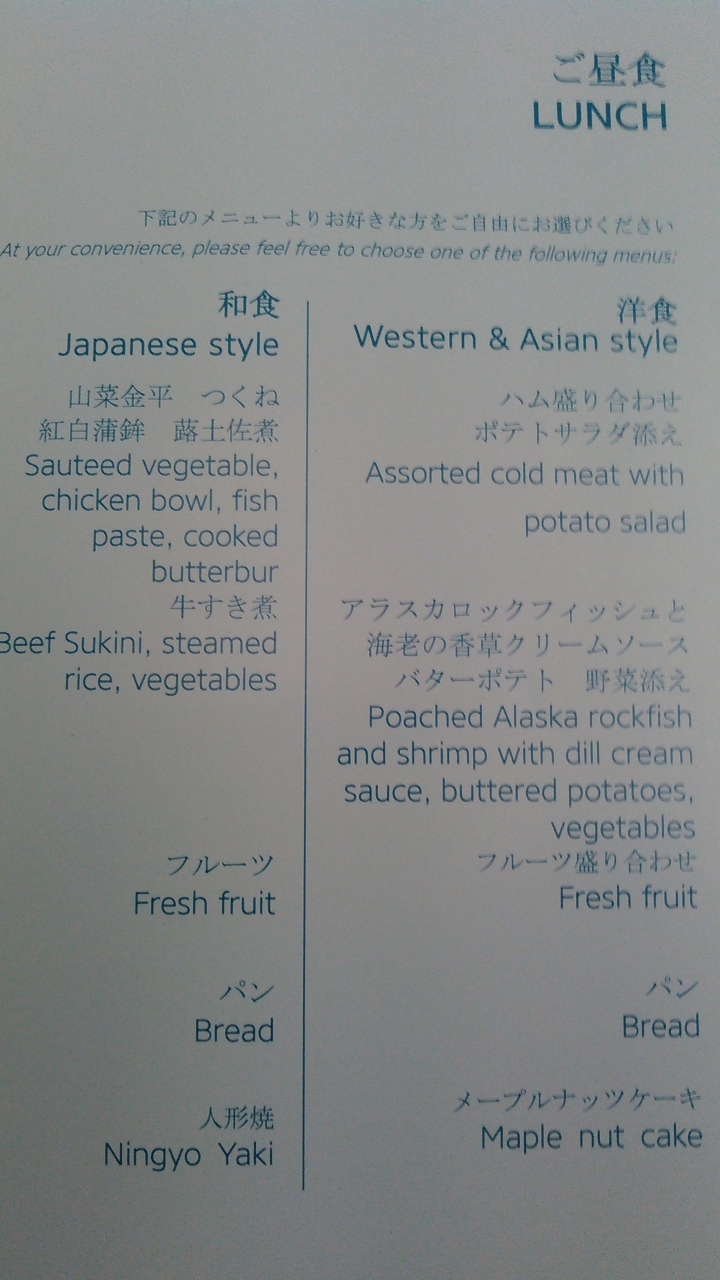 ご昼食
LUNCH
下記のメニューよりお好きな方をご自由にお選びください
At your convenience, please feel free to choose one of the following menus:
和食
Japanese style
山菜金平　つくね
紅白蒲鉾　蕗土佐煮
Sauteed vegetable,
chicken bowl, fish
paste, cooked
butterbur
牛すき煮
Beef Sukini, steamed
rice, vegetables
フルーツ
Fresh fruit
パン
Bread
人形焼
Ningyo Yaki
洋食
Western & Asian style
ハム盛り合わせ
ポテトサラダ添え
Assorted cold meat with
potato salad
アラスカロックフィッシュと
海老の香草クリームソース
バターポテト　野菜添え
Poached Alaska rockfish
and shrimp with dill cream
sauce, buttered potatoes,
vegetables
フルーツ盛り合わせ
Fresh fruit
パン
Bread
メープルナッツケーキ
Maple nut cake